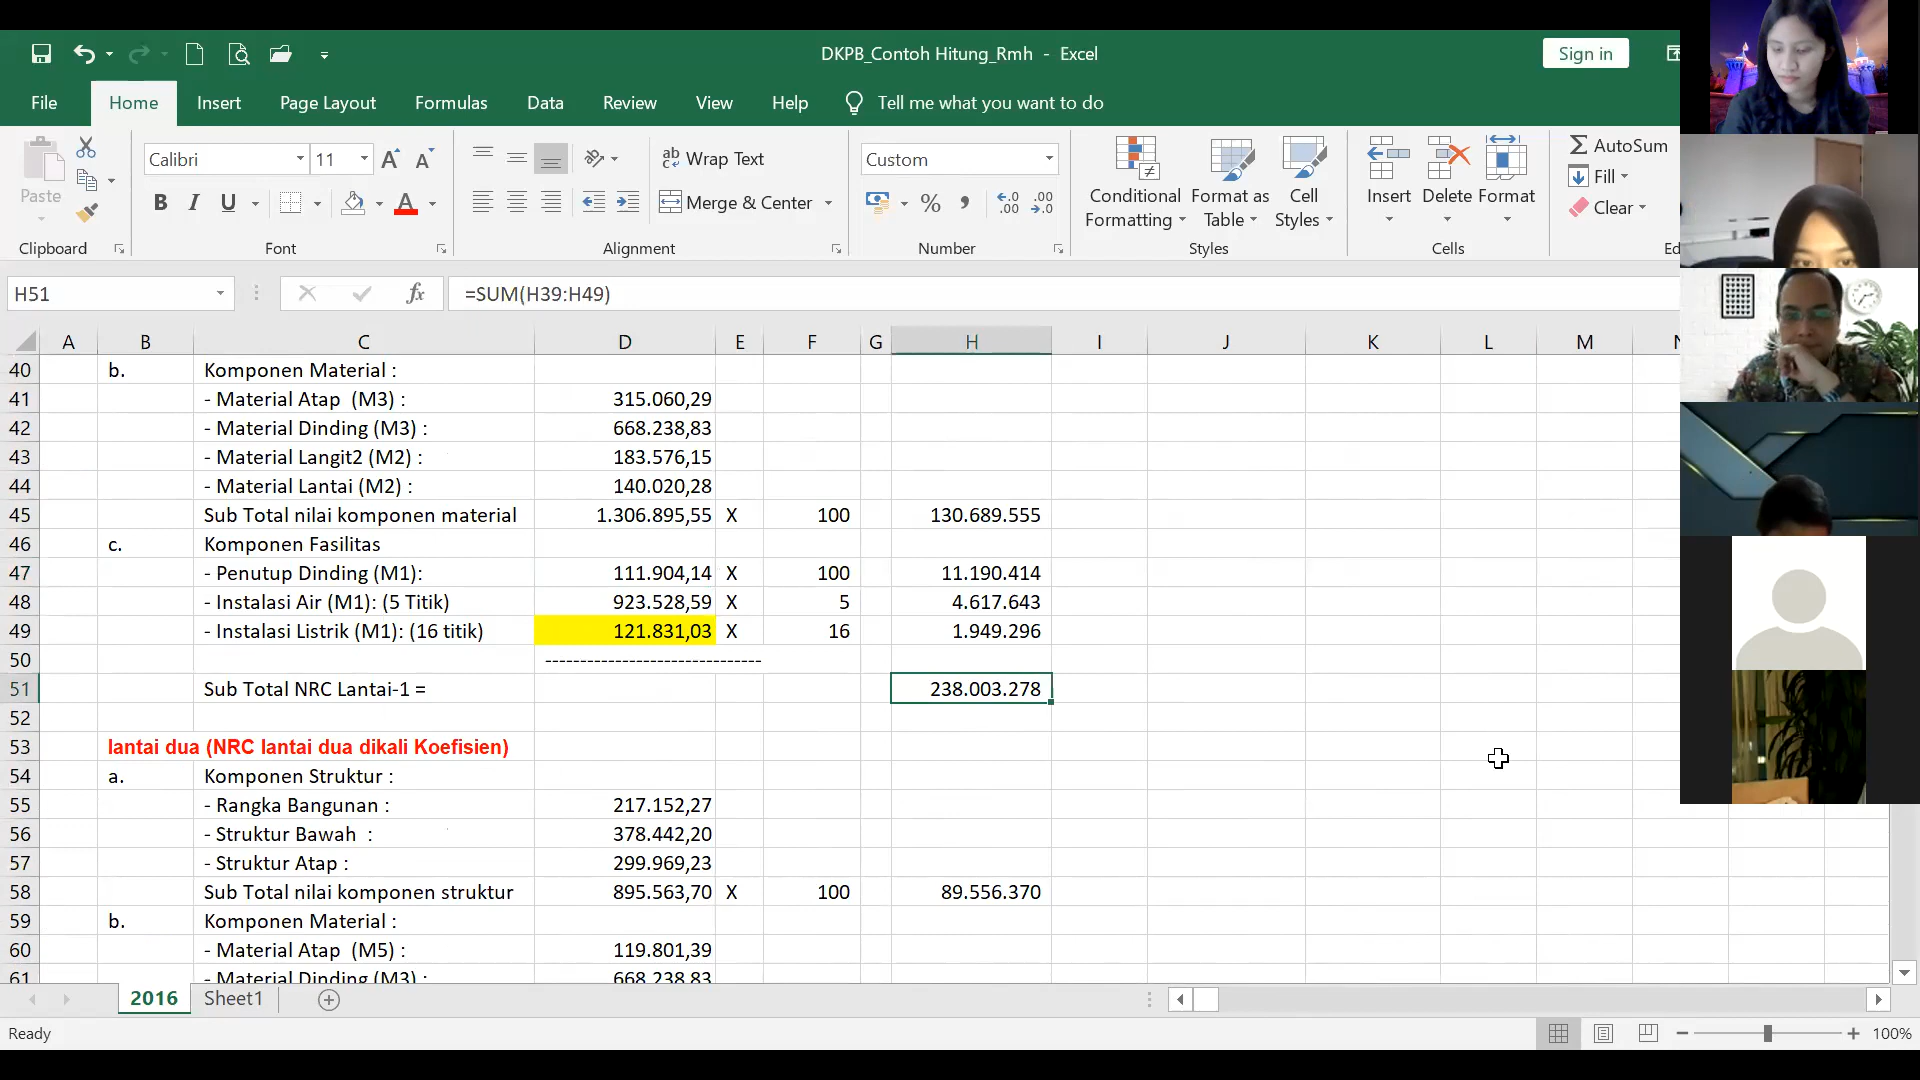 DKPB_Contoh Hitung_Rmh - Excel
Sign in
File Home Insert Page Layout Formulas Data Review View Help Tell me what you want to do
Paste
Clipboard
Calibri 11
B I U
Font
Wrap Text
Merge & Center
Alignment
Custom
Number
Conditional Formatting
Format as Table
Cell Styles
Styles
Insert Delete Format
Cells
AutoSum
Fill
Clear
Ed
H51 fx =SUM(H39:H49)
A B C D E F G H I J K L M N
40 b. Komponen Material :
41 - Material Atap (M3) : 315.060,29
42 - Material Dinding (M3) : 668.238,83
43 - Material Langit2 (M2) : 183.576,15
44 - Material Lantai (M2) : 140.020,28
45 Sub Total nilai komponen material 1.306.895,55 X 100 130.689.555
46 c. Komponen Fasilitas
47 - Penutup Dinding (M1): 111.904,14 X 100 11.190.414
48 - Instalasi Air (M1): (5 Titik) 923.528,59 X 5 4.617.643
49 - Instalasi Listrik (M1): (16 titik) 121.831,03 X 16 1.949.296
50 -------------------------------
51 Sub Total NRC Lantai-1 = 238.003.278
52
53 lantai dua (NRC lantai dua dikali Koefisien)
54 a. Komponen Struktur :
55 - Rangka Bangunan : 217.152,27
56 - Struktur Bawah : 378.442,20
57 - Struktur Atap : 299.969,23
58 Sub Total nilai komponen struktur 895.563,70 X 100 89.556.370
59 b. Komponen Material :
60 - Material Atap (M5) : 119.801,39
61 - Material Dinding (M3) : 668.238,83
2016 Sheet1
Ready
100%